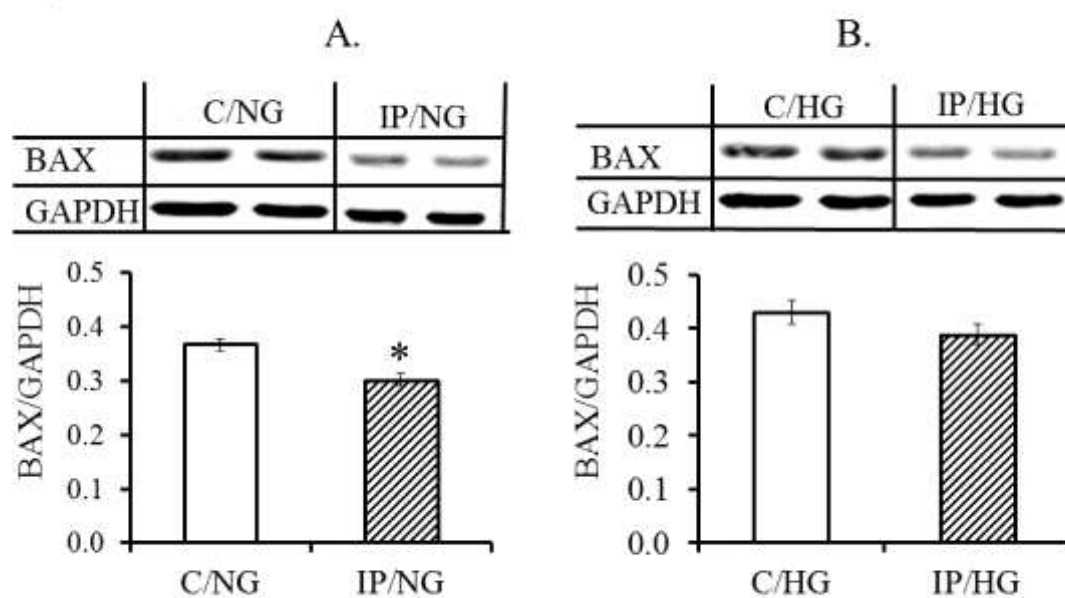 A.
C/NG IP/NG
BAX
GAPDH
BAX/GAPDH
0.5
0.4
0.3
0.2
0.1
0.0
*
C/NG IP/NG
B.
C/HG IP/HG
BAX
GAPDH
BAX/GAPDH
0.5
0.4
0.3
0.2
0.1
0.0
C/HG IP/HG